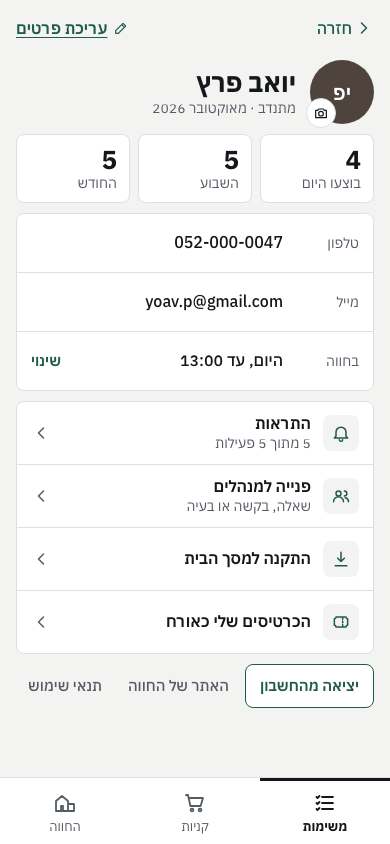 חזרה
עריכת פרטים
יפ
יואב פרץ
מתנדב · מאוקטובר 2026
4
בוצעו היום
5
השבוע
5
החודש
טלפון 052-000-0047
מייל yoav.p@gmail.com
בחווה היום, עד 13:00 שינוי
התראות
5 מתוך 5 פעילות
פנייה למנהלים
שאלה, בקשה או בעיה
התקנה למסך הבית
הכרטיסים שלי כאורח
יציאה מהחשבון
האתר של החווה
תנאי שימוש
משימות
קניות
החווה